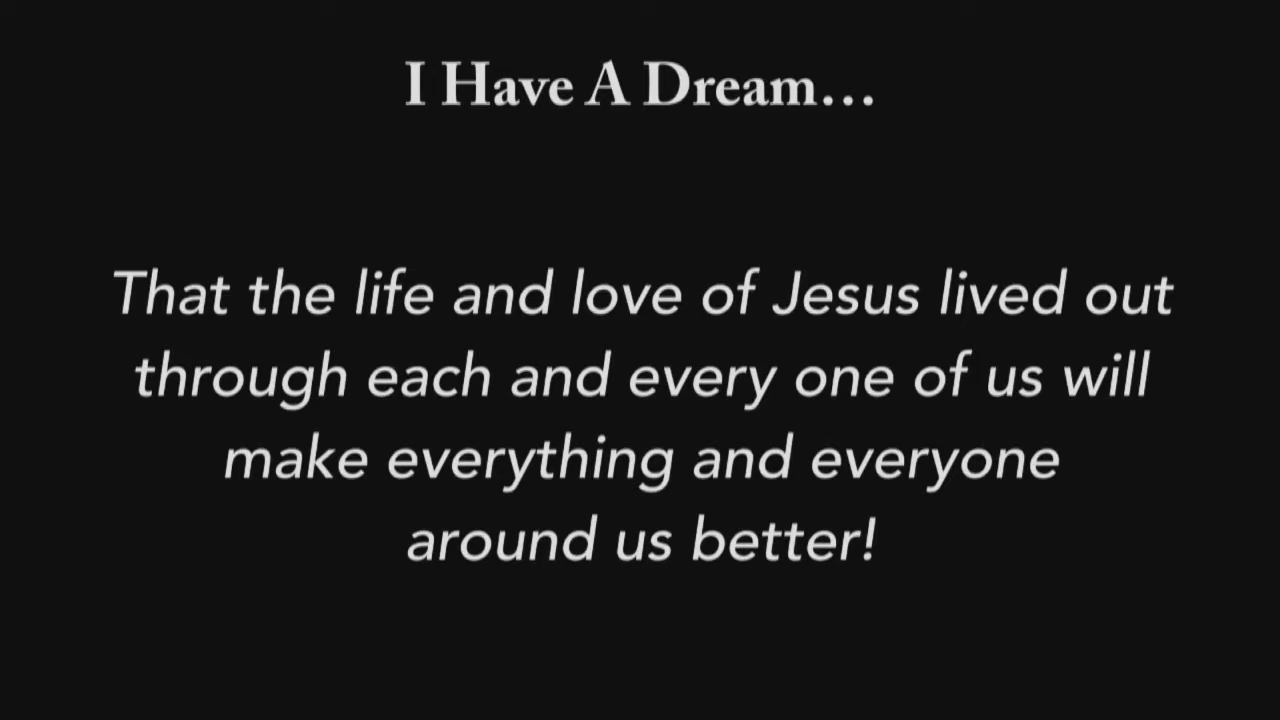 I Have A Dream…
That the life and love of Jesus lived out
through each and every one of us will
make everything and everyone
around us better!